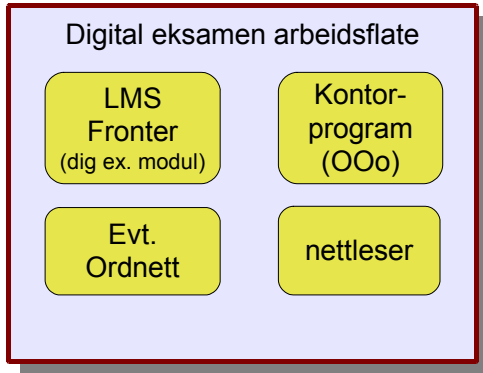 Digital eksamen arbeidsflate
LMS
Fronter
(dig ex. modul)
Kontor-
program
(OOo)
Evt.
Ordnett
nettleser